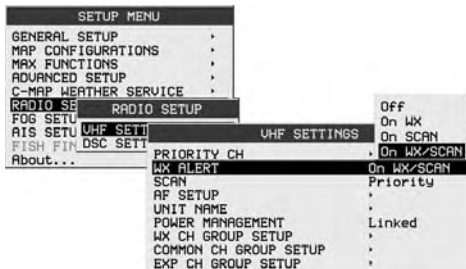 SETUP MENU
GENERAL SETUP
MAP CONFIGURATIONS
MAX FUNCTIONS
ADVANCED SETUP
C-MAP WEATHER SERVICE
RADIO SE
FOG SETU
AIS SETU
FISH FIN
About...
RADIO SETUP
VHF SETT
DSC SETT
VHF SETTINGS
PRIORITY CH
WX ALERT On WX/SCAN
SCAN Priority
AF SETUP
UNIT NAME
POWER MANAGEMENT Linked
WX CH GROUP SETUP
COMMON CH GROUP SETUP
EXP CH GROUP SETUP
Off
On WX
On SCAN
On WX/SCAN